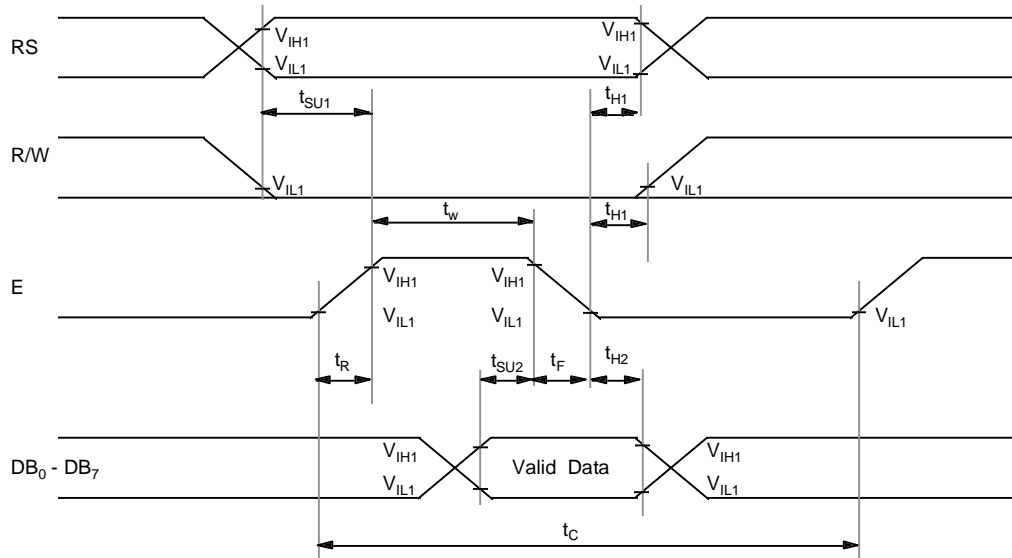 RS
V_IH1
V_IL1
V_IH1
V_IL1
t_SU1
t_H1
R/W
V_IL1
V_IL1
t_w
t_H1
E
V_IH1
V_IL1
V_IH1
V_IL1
V_IL1
t_R
t_SU2
t_F
t_H2
DB_0 - DB_7
V_IH1
V_IL1
Valid Data
V_IH1
V_IL1
t_C